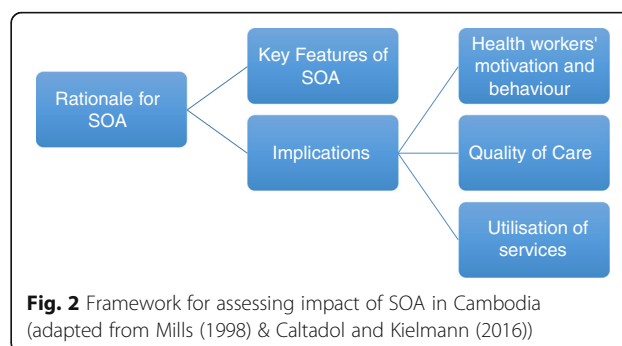 Rationale for
SOA
Key Features of
SOA
Implications
Health workers'
motivation and
behaviour
Quality of Care
Utilisation of
services
Fig. 2 Framework for assessing impact of SOA in Cambodia
(adapted from Mills (1998) & Caltadol and Kielmann (2016))